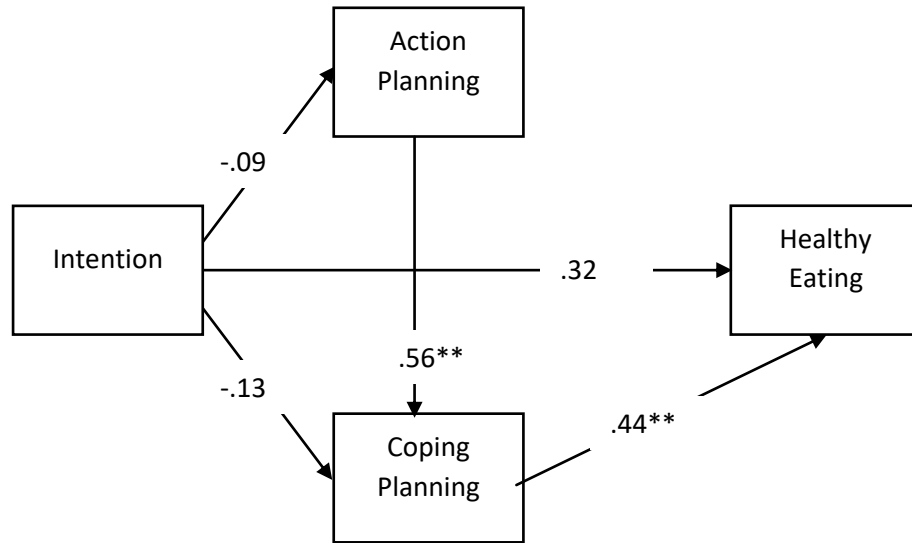 Action
Planning
-.09
Intention
Healthy
Eating
.32
.56**
-.13
.44**
Coping
Planning